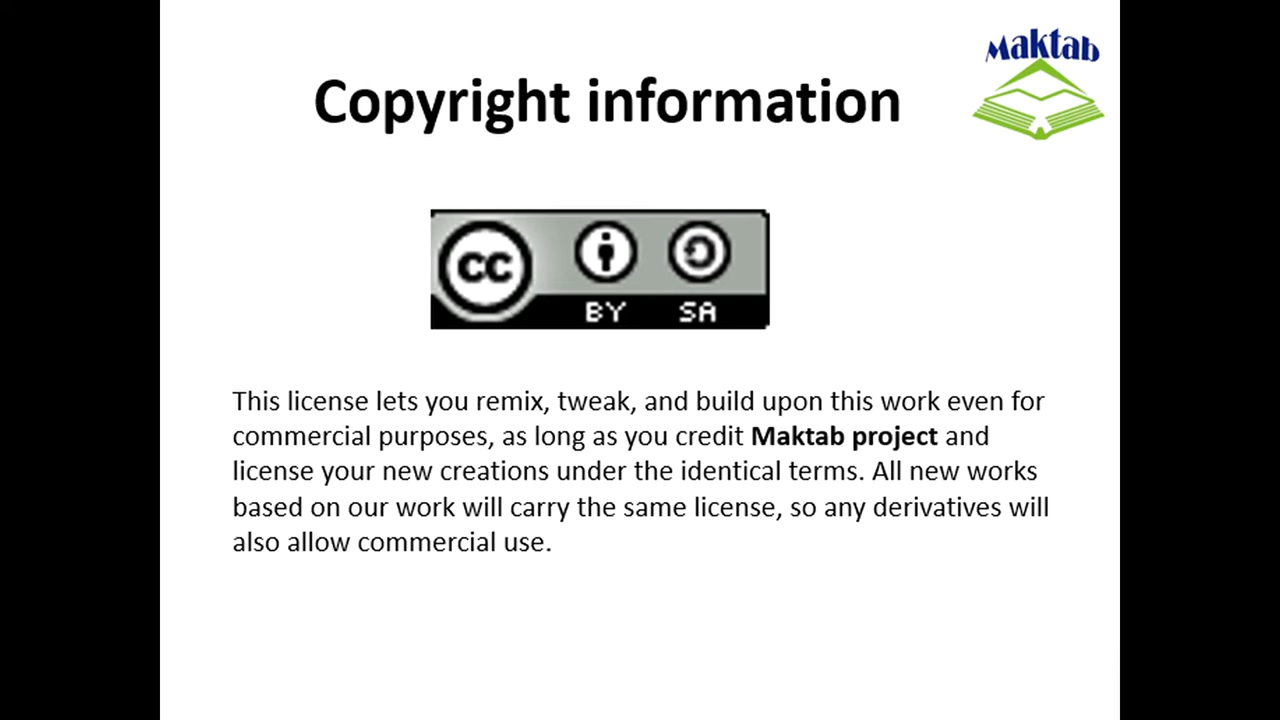 Maktab
Copyright information
cc
BY SA
This license lets you remix, tweak, and build upon this work even for
commercial purposes, as long as you credit Maktab project and
license your new creations under the identical terms. All new works
based on our work will carry the same license, so any derivatives will
also allow commercial use.